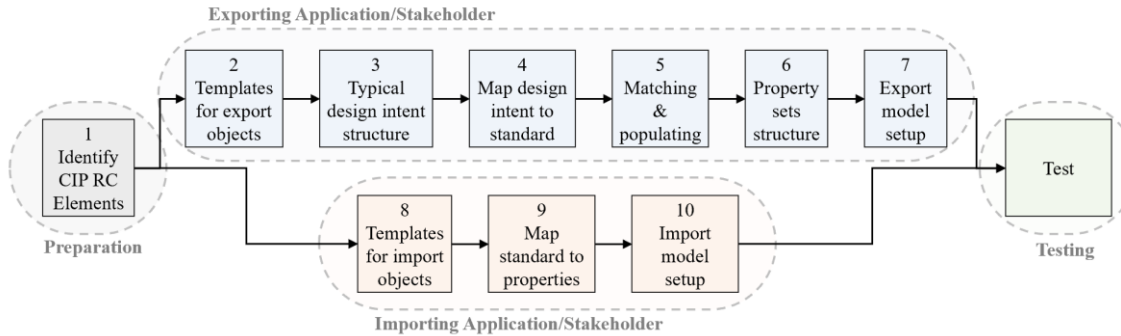 Exporting Application/Stakeholder
2
Templates
for export
objects
3
Typical
design intent
structure
4
Map design
intent to
standard
5
Matching
&
populating
6
Property
sets
structure
7
Export
model
setup
1
Identify
CIP RC
Elements
Preparation
Test
Testing
8
Templates
for import
objects
9
Map
standard to
properties
10
Import
model
setup
Importing Application/Stakeholder